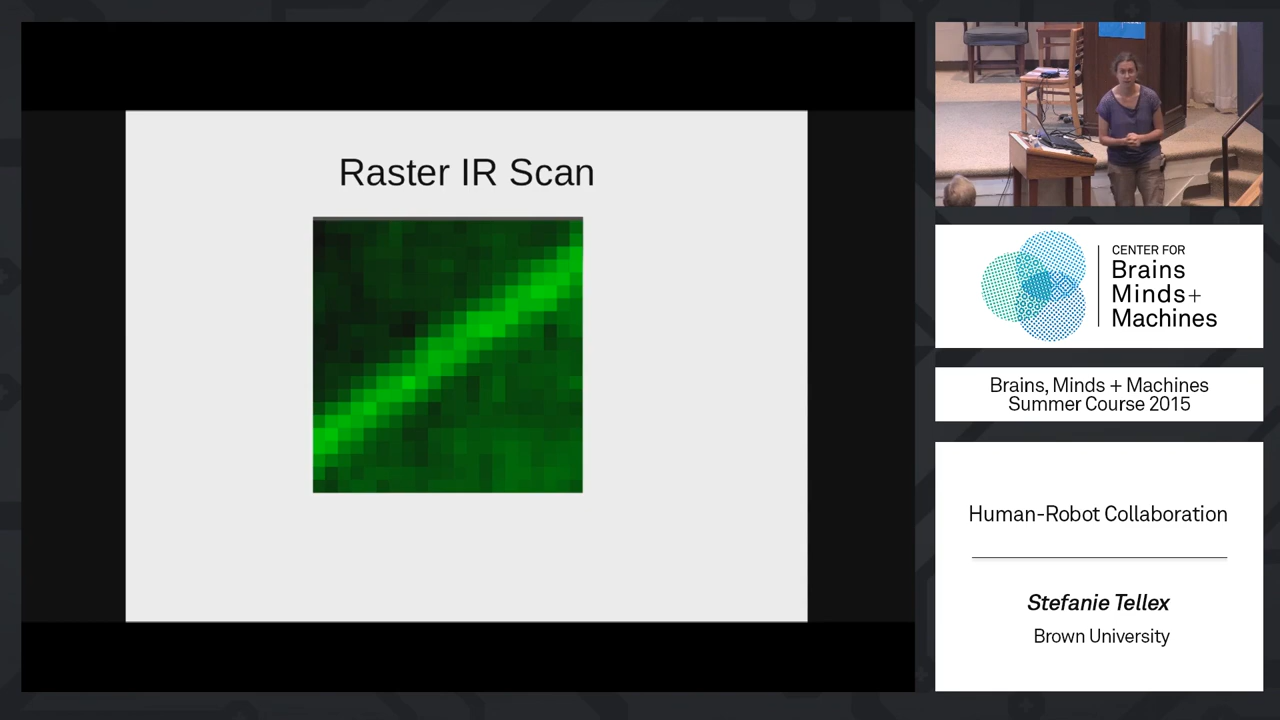 Raster IR Scan
CENTER FOR
Brains
Minds+
Machines
Brains, Minds + Machines
Summer Course 2015
Human-Robot Collaboration
Stefanie Tellex
Brown University